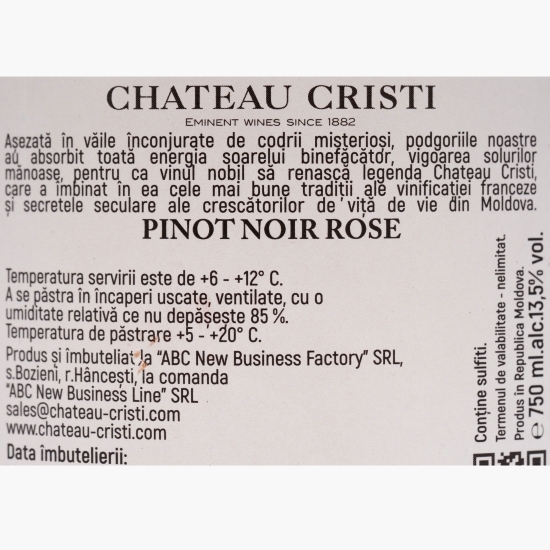 CHATEAU CRISTI
EMINENT WINES SINCE 1882
Așezată în văile înconjurate de codrii misteriosi, podgoriile noastre
au absorbit toată energia soarelui binefăcător, vigoarea solurilor
mănoase, pentru ca vinul nobil să renască legenda Chateau Cristi,
care a îmbinat în ea cele mai bune tradiții ale vinificației franceze
și secretele seculare ale crescătorilor de viță de vie din Moldova.
PINOT NOIR ROSE
Temperatura servirii este de +6 - +12° C.
A se păstra în încaperi uscate, ventilate, cu o
umiditate relativă ce nu depășește 85 %.
Temperatura de păstrare +5 - +20° C.
Produs și îmbuteliat la "ABC New Business Factory" SRL,
s.Bozieni, r.Hâncești, la comanda
"ABC New Business Line" SRL
sales@chateau-cristi.com
www.chateau-cristi.com
Data îmbutelierii:
Conține sulfiti.
Termenul de valabilitate - nelimitat.
Produs în Republica Moldova.
℮ 750 ml.alc.13,5% vol.